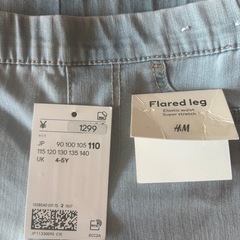 ¥
1299
JP 90 100 105 110
115 120 130 135 140
UK 4-5Y
Flared leg
Elastic waist
Super stretch
H&M